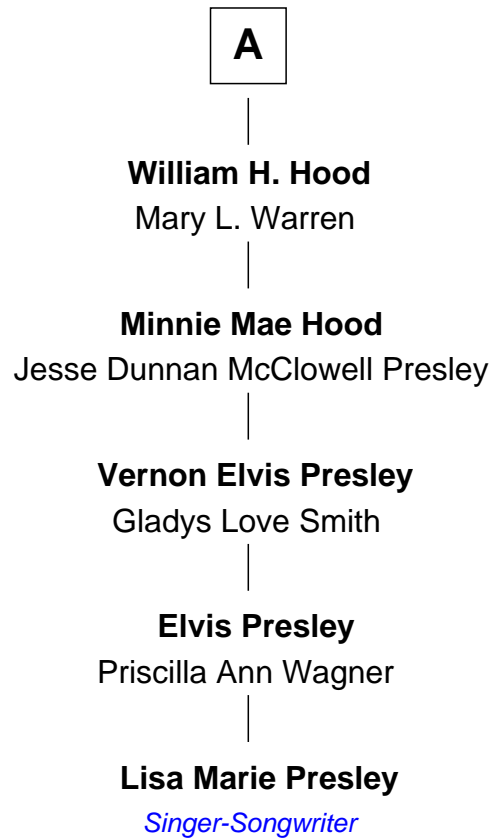 A
William H. Hood
Mary L. Warren
Minnie Mae Hood
Jesse Dunnan McClowell Presley
Vernon Elvis Presley
Gladys Love Smith
Elvis Presley
Priscilla Ann Wagner
Lisa Marie Presley
Singer-Songwriter